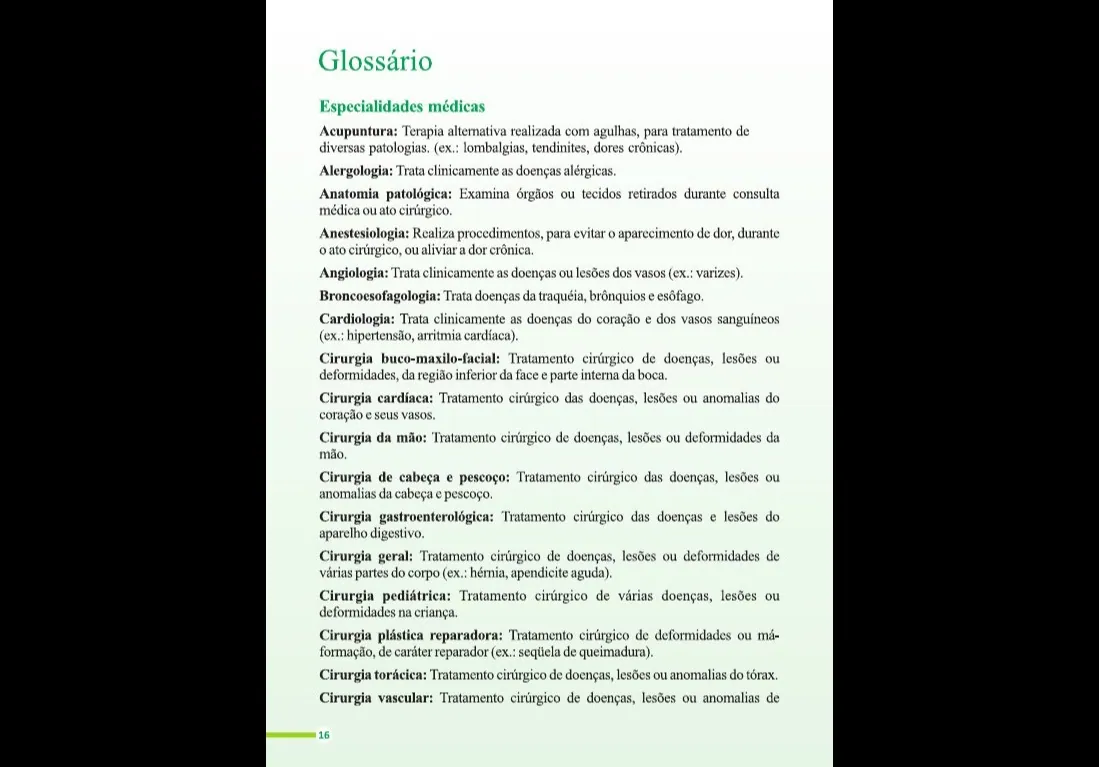 Glossário
Especialidades médicas
Acupuntura: Terapia alternativa realizada com agulhas, para tratamento de
diversas patologias. (ex.: lombalgias, tendinites, dores crônicas).
Alergologia: Trata clinicamente as doenças alérgicas.
Anatomia patológica: Examina órgãos ou tecidos retirados durante consulta
médica ou ato cirúrgico.
Anestesiologia: Realiza procedimentos, para evitar o aparecimento de dor, durante
o ato cirúrgico, ou aliviar a dor crônica.
Angiologia: Trata clinicamente as doenças ou lesões dos vasos (ex.: varizes).
Broncoesofagologia: Trata doenças da traquéia, brônquios e esôfago.
Cardiologia: Trata clinicamente as doenças do coração e dos vasos sanguíneos
(ex.: hipertensão, arritmia cardíaca).
Cirurgia buco-maxilo-facial: Tratamento cirúrgico de doenças, lesões ou
deformidades, da região inferior da face e parte interna da boca.
Cirurgia cardíaca: Tratamento cirúrgico das doenças, lesões ou anomalias do
coração e seus vasos.
Cirurgia da mão: Tratamento cirúrgico de doenças, lesões ou deformidades da
mão.
Cirurgia de cabeça e pescoço: Tratamento cirúrgico das doenças, lesões ou
anomalias da cabeça e pescoço.
Cirurgia gastroenterológica: Tratamento cirúrgico das doenças e lesões do
aparelho digestivo.
Cirurgia geral: Tratamento cirúrgico de doenças, lesões ou deformidades de
várias partes do corpo (ex.: hérnia, apendicite aguda).
Cirurgia pediátrica: Tratamento cirúrgico de várias doenças, lesões ou
deformidades na criança.
Cirurgia plástica reparadora: Tratamento cirúrgico de deformidades ou má-
formação, de caráter reparador (ex.: seqüela de queimadura).
Cirurgia torácica: Tratamento cirúrgico de doenças, lesões ou anomalias do tórax.
Cirurgia vascular: Tratamento cirúrgico de doenças, lesões ou anomalias de
16